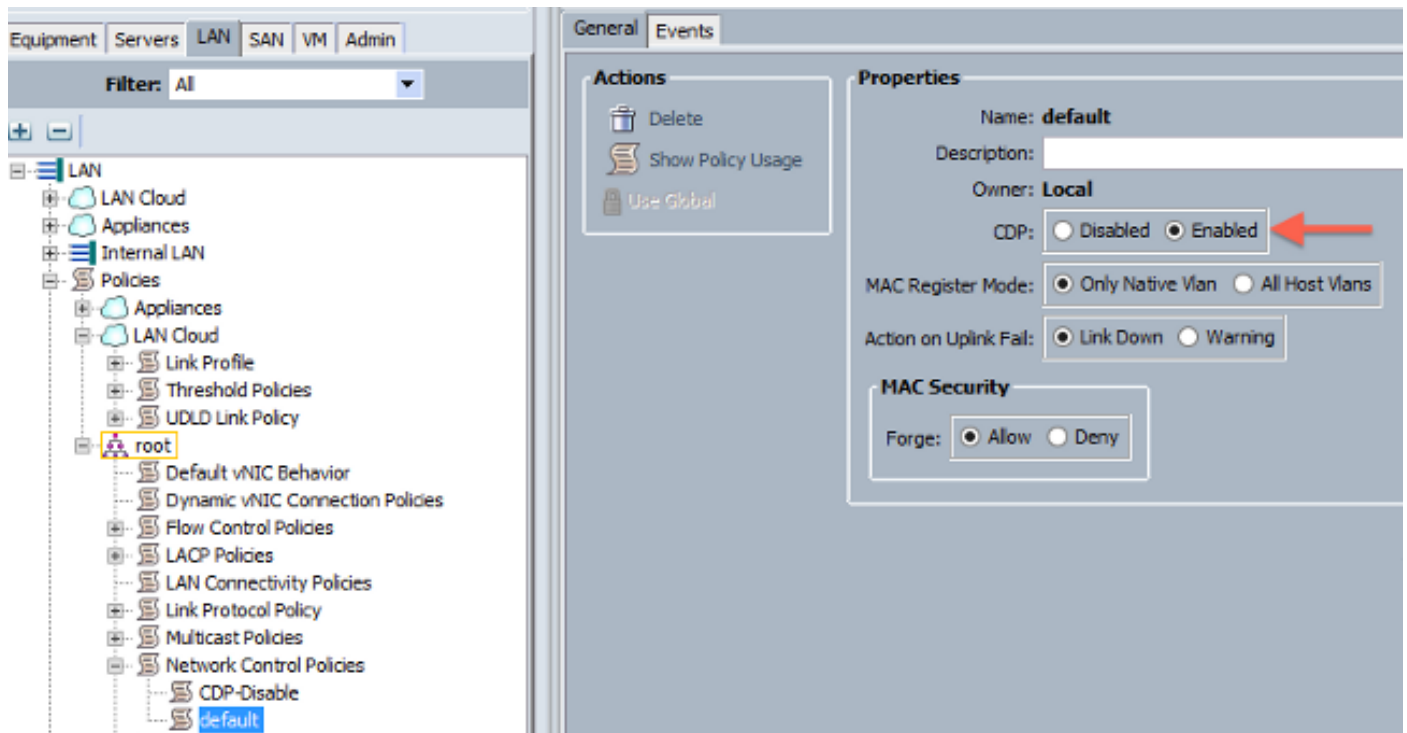 Equipment Servers LAN SAN VM Admin
Filter: All
LAN
LAN Cloud
Appliances
Internal LAN
Policies
Appliances
LAN Cloud
Link Profile
Threshold Policies
UDLD Link Policy
root
Default vNIC Behavior
Dynamic vNIC Connection Policies
Flow Control Policies
LACP Policies
LAN Connectivity Policies
Link Protocol Policy
Multicast Policies
Network Control Policies
CDP-Disable
default
General Events
Actions
Delete
Show Policy Usage
Use Global
Properties
Name: default
Description:
Owner: Local
CDP: Disabled Enabled
MAC Register Mode: Only Native Vlan All Host Vlans
Action on Uplink Fail: Link Down Warning
MAC Security
Forge: Allow Deny